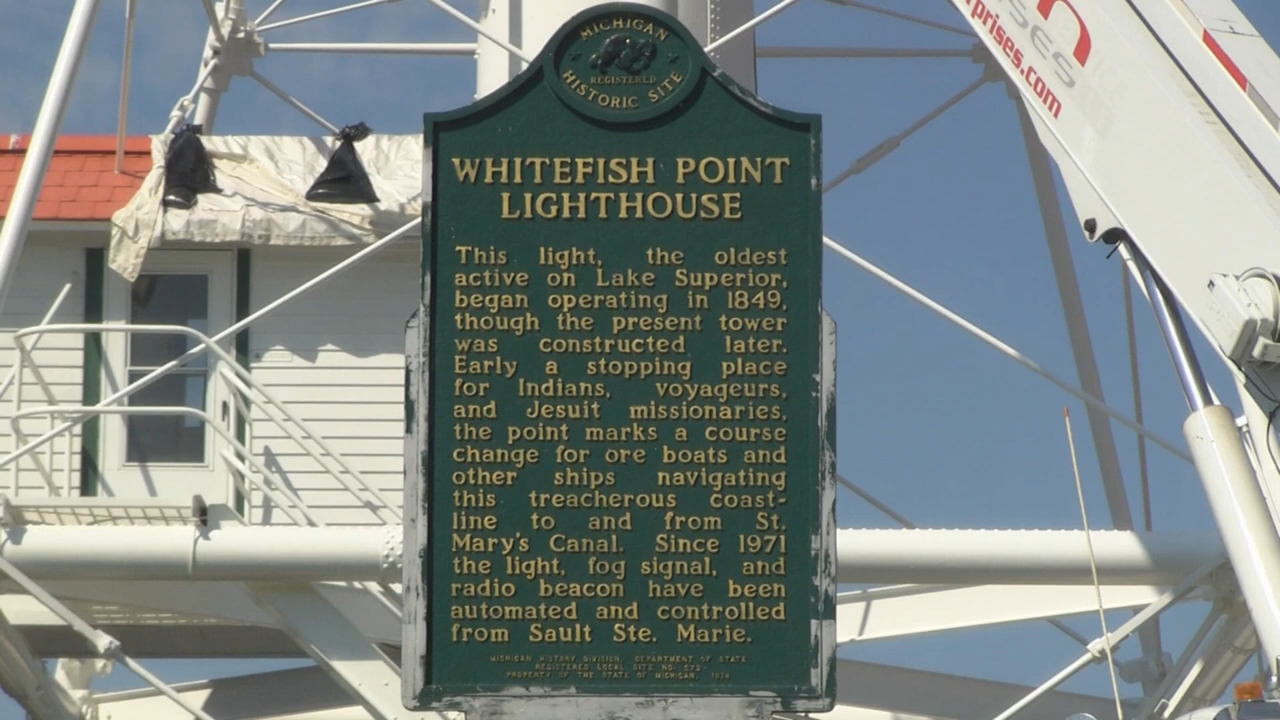 MICHIGAN
REGISTERED
HISTORIC SITE
WHITEFISH POINT
LIGHTHOUSE
This light, the oldest
active on Lake Superior,
began operating in 1849,
though the present tower
was constructed later.
Early a stopping place
for Indians, voyageurs,
and Jesuit missionaries,
the point marks a course
change for ore boats and
other ships navigating
this treacherous coast-
line to and from St.
Mary's Canal. Since 1971
the light, fog signal, and
radio beacon have been
automated and controlled
from Sault Ste. Marie.
MICHIGAN HISTORY DIVISION, DEPARTMENT OF STATE
REGISTERED LOCAL SITE NO.
PROPERTY OF THE STATE OF MICHIGAN, 1974
prises.com